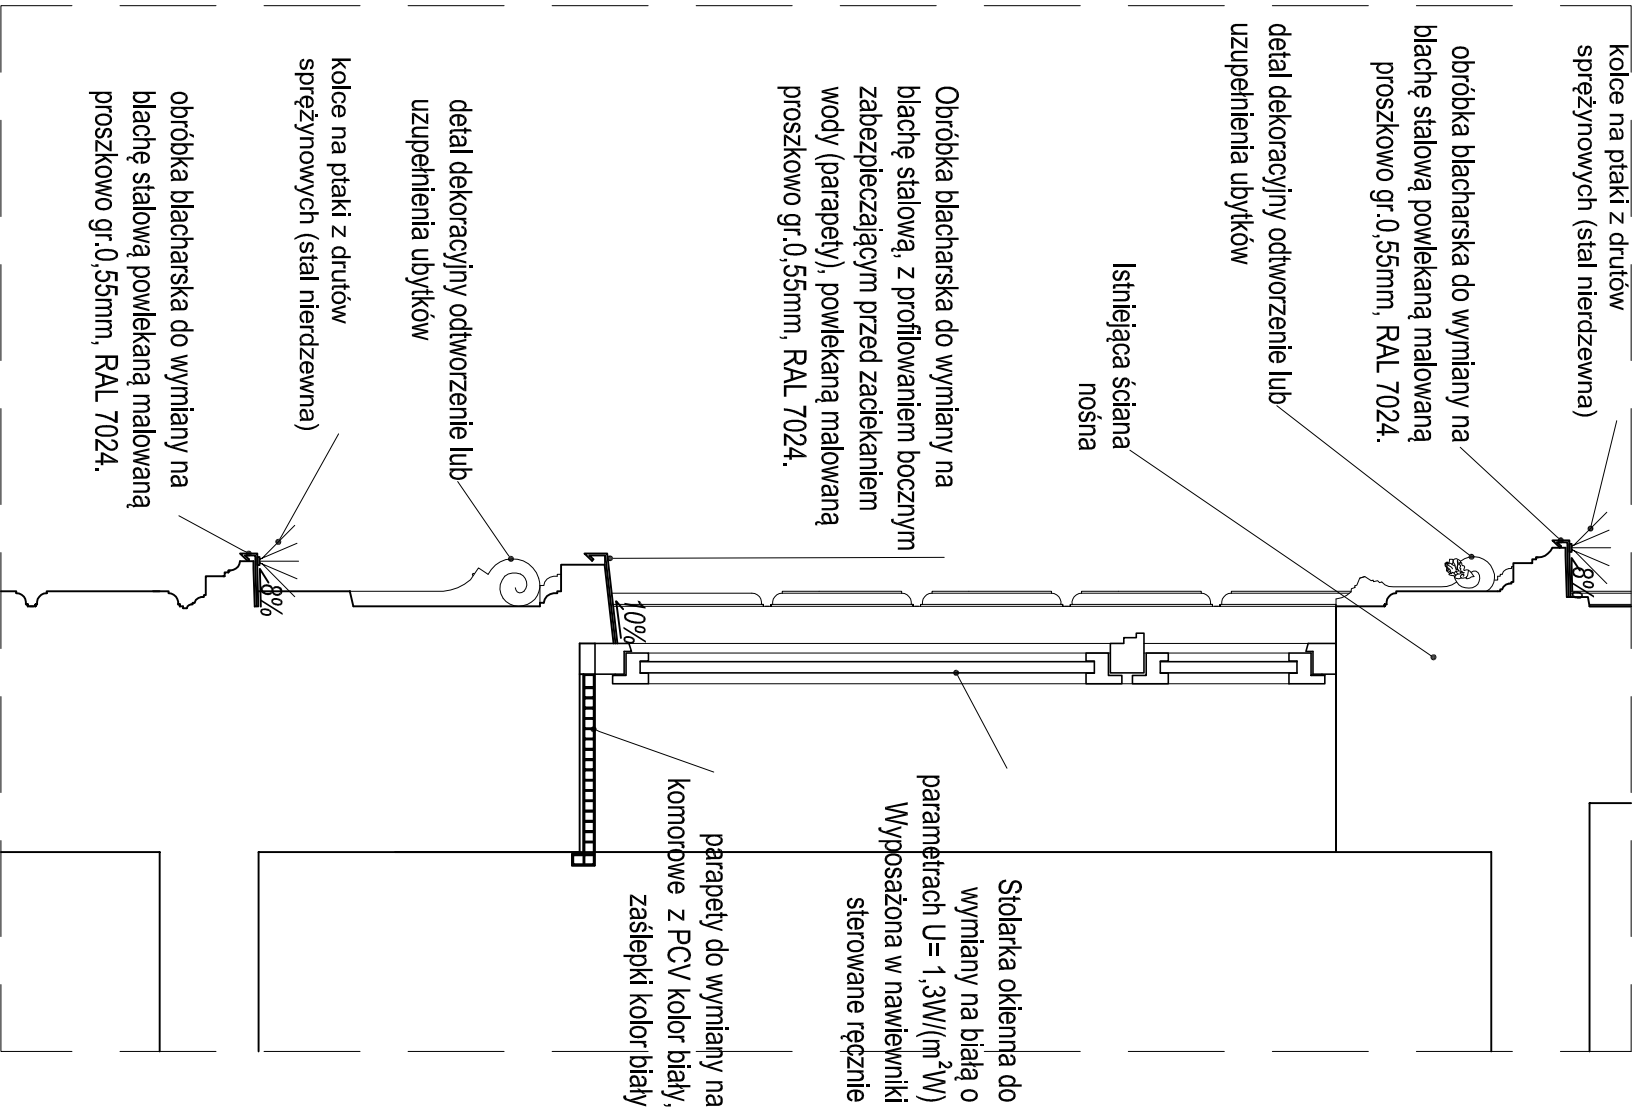 kolce na ptaki z drutów
sprężynowych (stal nierdzewna)
obróbka blacharska do wymiany na
blachę stalową powlekaną malowaną
proszkowo gr.0,55mm, RAL 7024.
detal dekoracyjny odtworzenie lub
uzupełnienia ubytków
Istniejąca ściana
nośna
8%
Obróbka blacharska do wymiany na
blachę stalową, z profilowaniem bocznym
zabezpieczającym przed zaciekaniem
wody (parapety), powlekaną malowaną
proszkowo gr.0,55mm, RAL 7024.
10%
Stolarka okienna do
wymiany na białą o
parametrach U= 1,3W/(m²W)
Wyposażona w nawiewniki
sterowane ręcznie
parapety do wymiany na
komorowe z PCV kolor biały,
zaślepki kolor biały
detal dekoracyjny odtworzenie lub
uzupełnienia ubytków
kolce na ptaki z drutów
sprężynowych (stal nierdzewna)
8%
obróbka blacharska do wymiany na
blachę stalową powlekaną malowaną
proszkowo gr.0,55mm, RAL 7024.